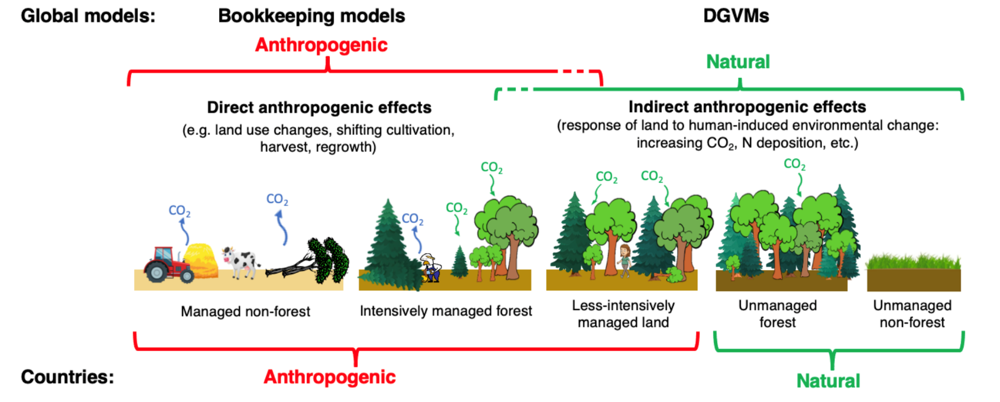 Global models: Bookkeeping models DGVMs
Anthropogenic
Natural
Direct anthropogenic effects
(e.g. land use changes, shifting cultivation,
harvest, regrowth)
Indirect anthropogenic effects
(response of land to human-induced environmental change:
increasing CO₂, N deposition, etc.)
CO₂
CO₂
CO₂
CO₂
CO₂
CO₂
CO₂
CO₂
Managed non-forest
Intensively managed forest
Less-intensively
managed land
Unmanaged
forest
Unmanaged
non-forest
Countries:
Anthropogenic
Natural